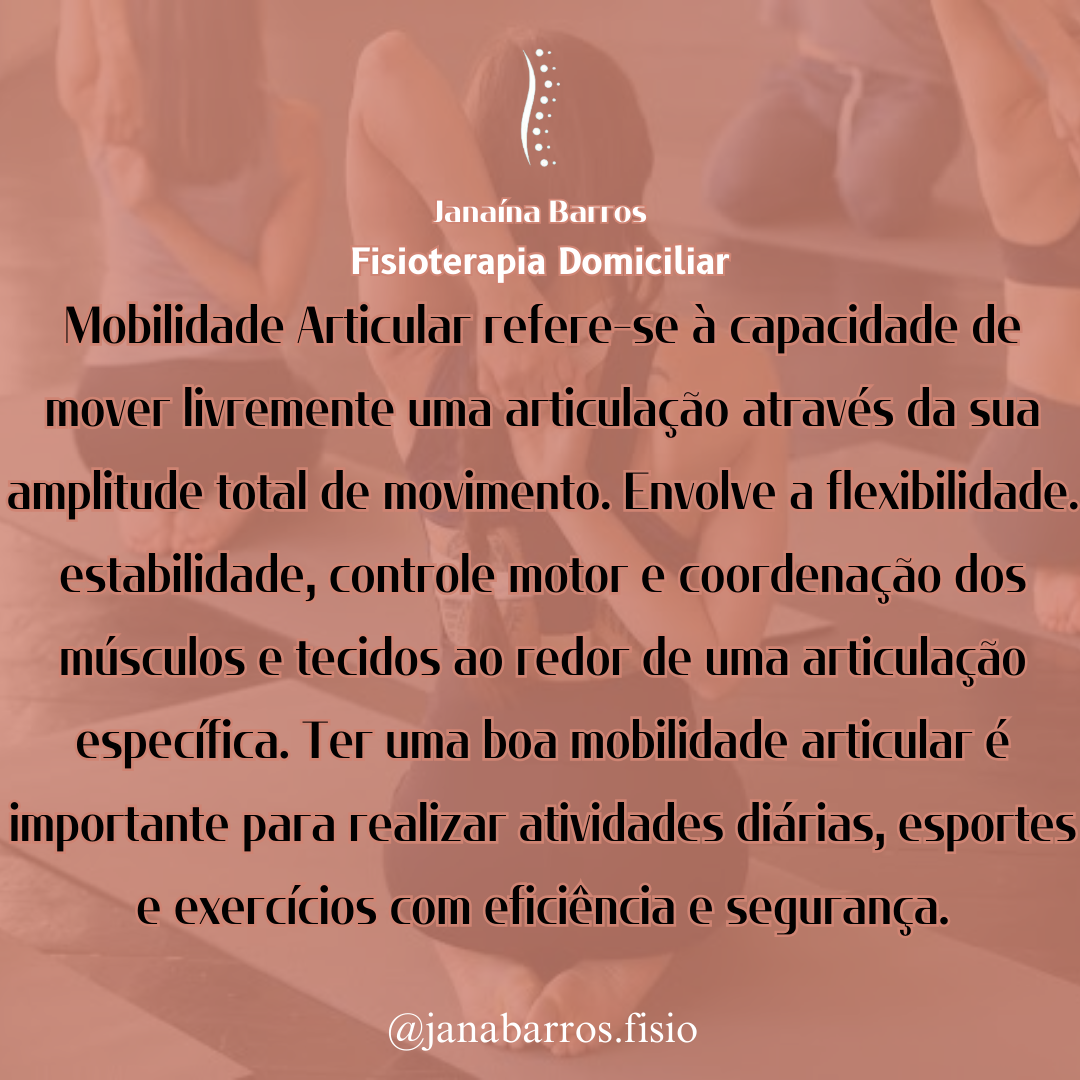 Janaína Barros
Fisioterapia Domiciliar
Mobilidade Articular refere-se à capacidade de
mover livremente uma articulação através da sua
amplitude total de movimento. Envolve a flexibilidade.
estabilidade, controle motor e coordenação dos
músculos e tecidos ao redor de uma articulação
específica. Ter uma boa mobilidade articular é
importante para realizar atividades diárias, esportes
e exercícios com eficiência e segurança.
@janabarros.fisio